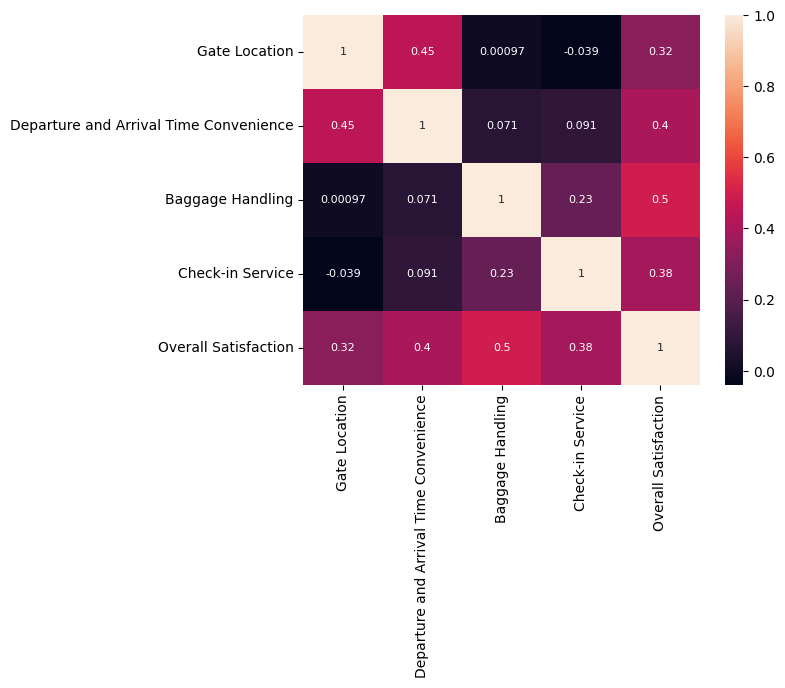 Gate Location 1 0.45 0.00097 -0.039 0.32
Departure and Arrival Time Convenience 0.45 1 0.071 0.091 0.4
Baggage Handling 0.00097 0.071 1 0.23 0.5
Check-in Service -0.039 0.091 0.23 1 0.38
Overall Satisfaction 0.32 0.4 0.5 0.38 1
Gate Location
Departure and Arrival Time Convenience
Baggage Handling
Check-in Service
Overall Satisfaction
1.0
0.8
0.6
0.4
0.2
0.0